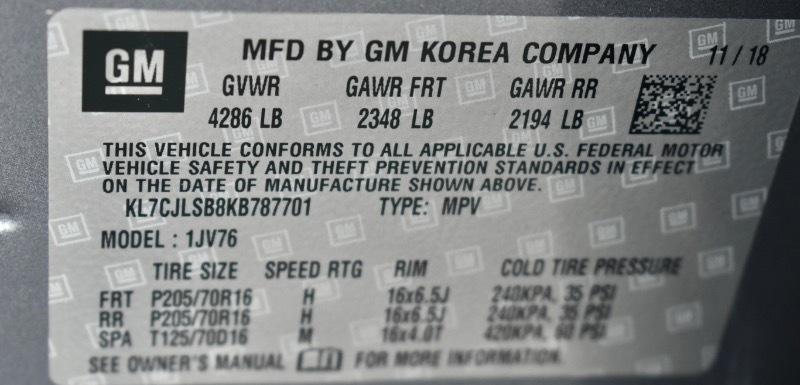 GM MFD BY GM KOREA COMPANY 11/18
GVWR GAWR FRT GAWR RR
4286 LB 2348 LB 2194 LB
THIS VEHICLE CONFORMS TO ALL APPLICABLE U.S. FEDERAL MOTOR
VEHICLE SAFETY AND THEFT PREVENTION STANDARDS IN EFFECT
ON THE DATE OF MANUFACTURE SHOWN ABOVE.
KL7CJLSB8KB787701 TYPE: MPV
MODEL : 1JV76
TIRE SIZE SPEED RTG RIM COLD TIRE PRESSURE
FRT P205/70R16 H 16x6.5J 240KPA, 35 PSI
RR P205/70R16 H 16x6.5J 240KPA, 35 PSI
SPA T125/70D16 M 16x4.0T 420KPA, 60 PSI
SEE OWNER'S MANUAL FOR MORE INFORMATION.